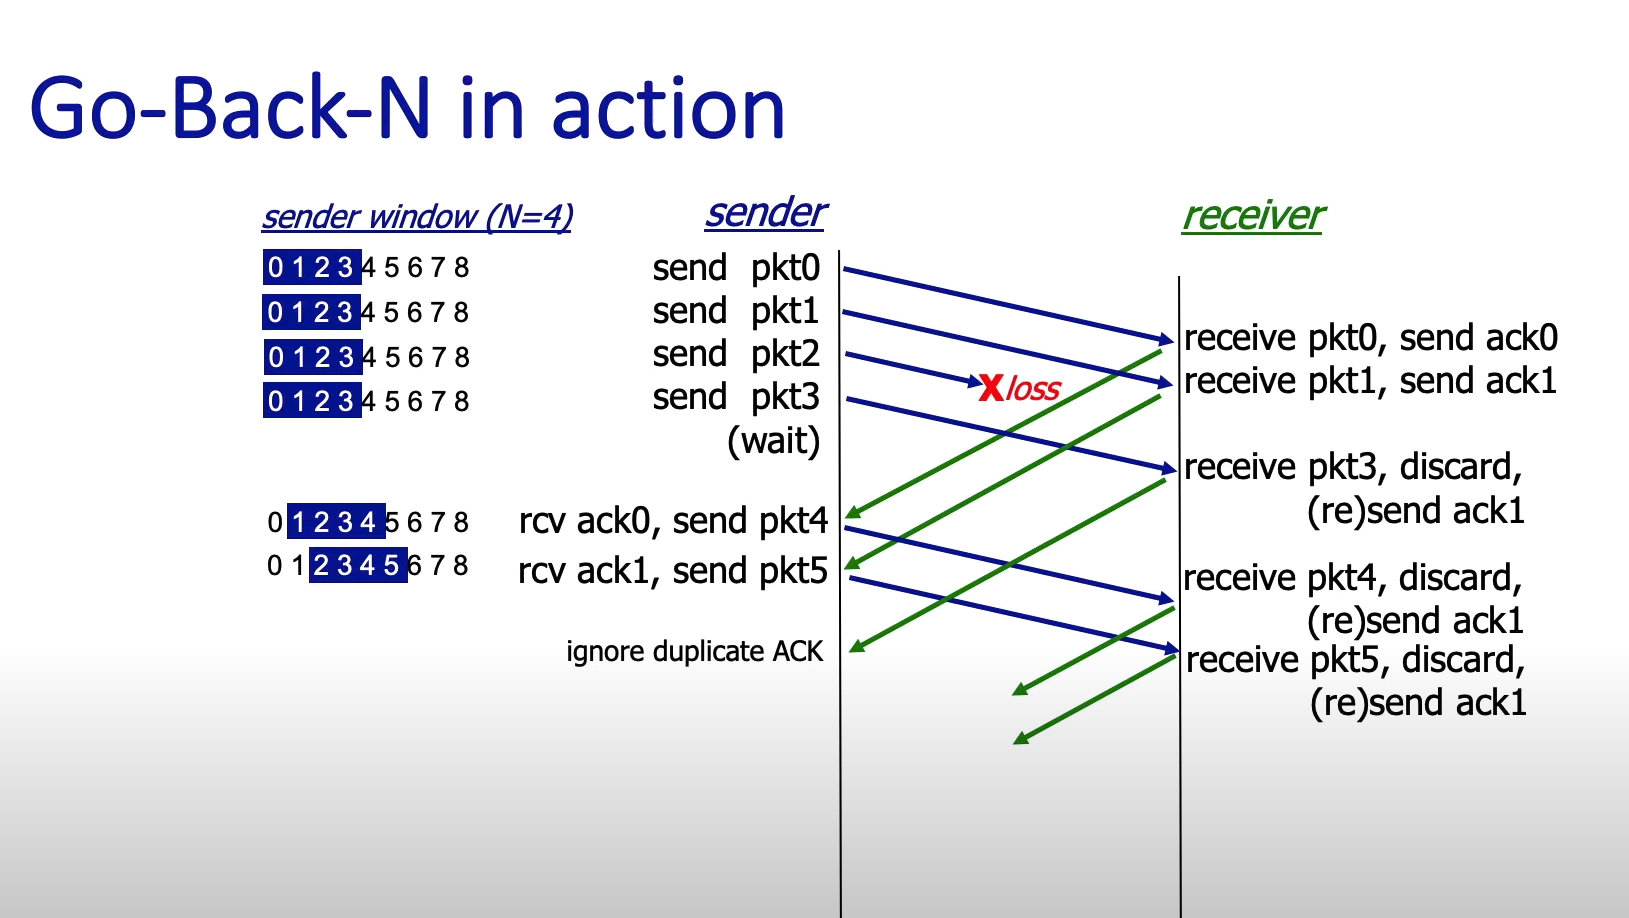 Go-Back-N in action
sender window (N=4)
sender
receiver
0 1 2 3 4 5 6 7 8
send pkt0
0 1 2 3 4 5 6 7 8
send pkt1
0 1 2 3 4 5 6 7 8
send pkt2
0 1 2 3 4 5 6 7 8
send pkt3
(wait)
X loss
receive pkt0, send ack0
receive pkt1, send ack1
receive pkt3, discard,
(re)send ack1
0 1 2 3 4 5 6 7 8
rcv ack0, send pkt4
0 1 2 3 4 5 6 7 8
rcv ack1, send pkt5
ignore duplicate ACK
receive pkt4, discard,
(re)send ack1
receive pkt5, discard,
(re)send ack1